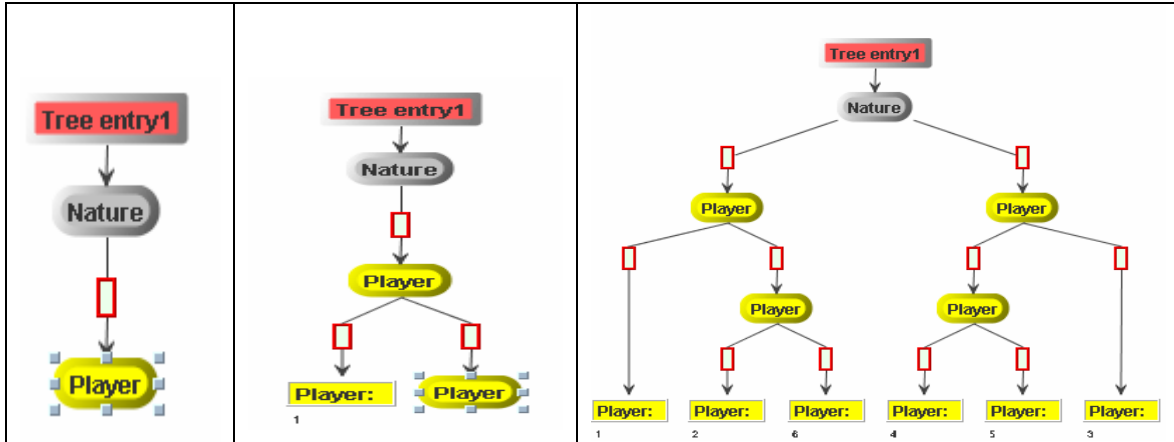 Tree entry1
Nature
Player
Tree entry1
Nature
Player
Player: Player
1
Tree entry1
Nature
Player Player
Player Player
Player: Player: Player: Player: Player: Player:
1 2 6 4 5 3